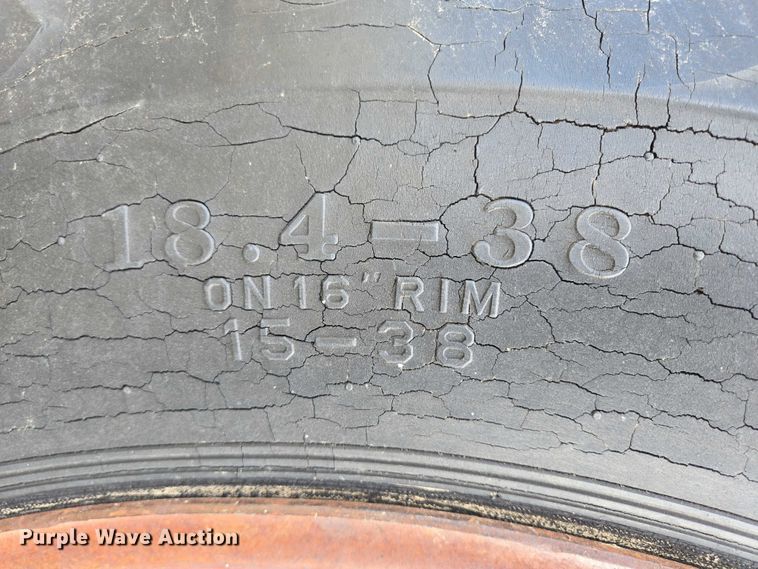 18.4-38
ON 16" RIM
15-38
Purple Wave Auction